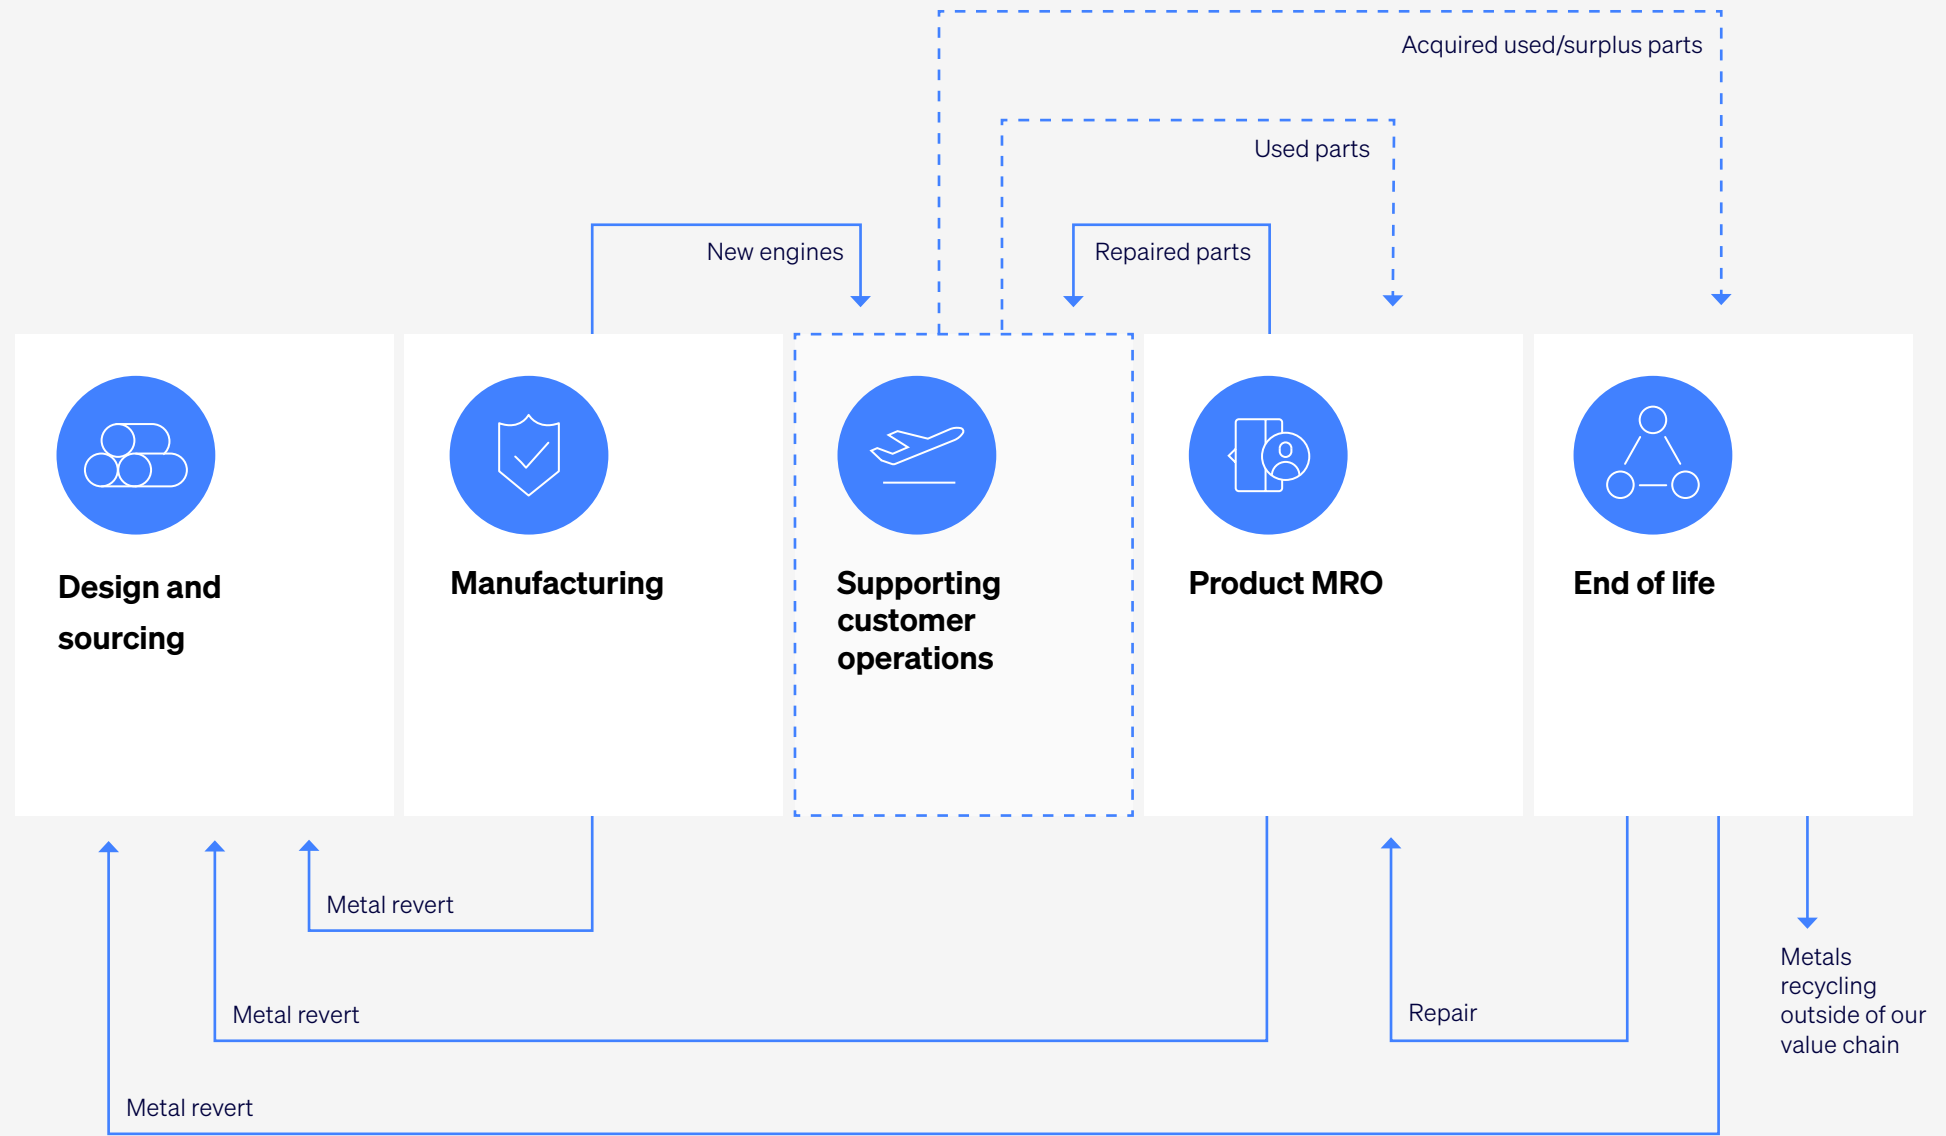 Acquired used/surplus parts
Used parts
New engines
Repaired parts
Design and
sourcing
Manufacturing
Supporting
customer
operations
Product MRO
End of life
Metal revert
Metal revert
Metal revert
Repair
Metals
recycling
outside of our
value chain